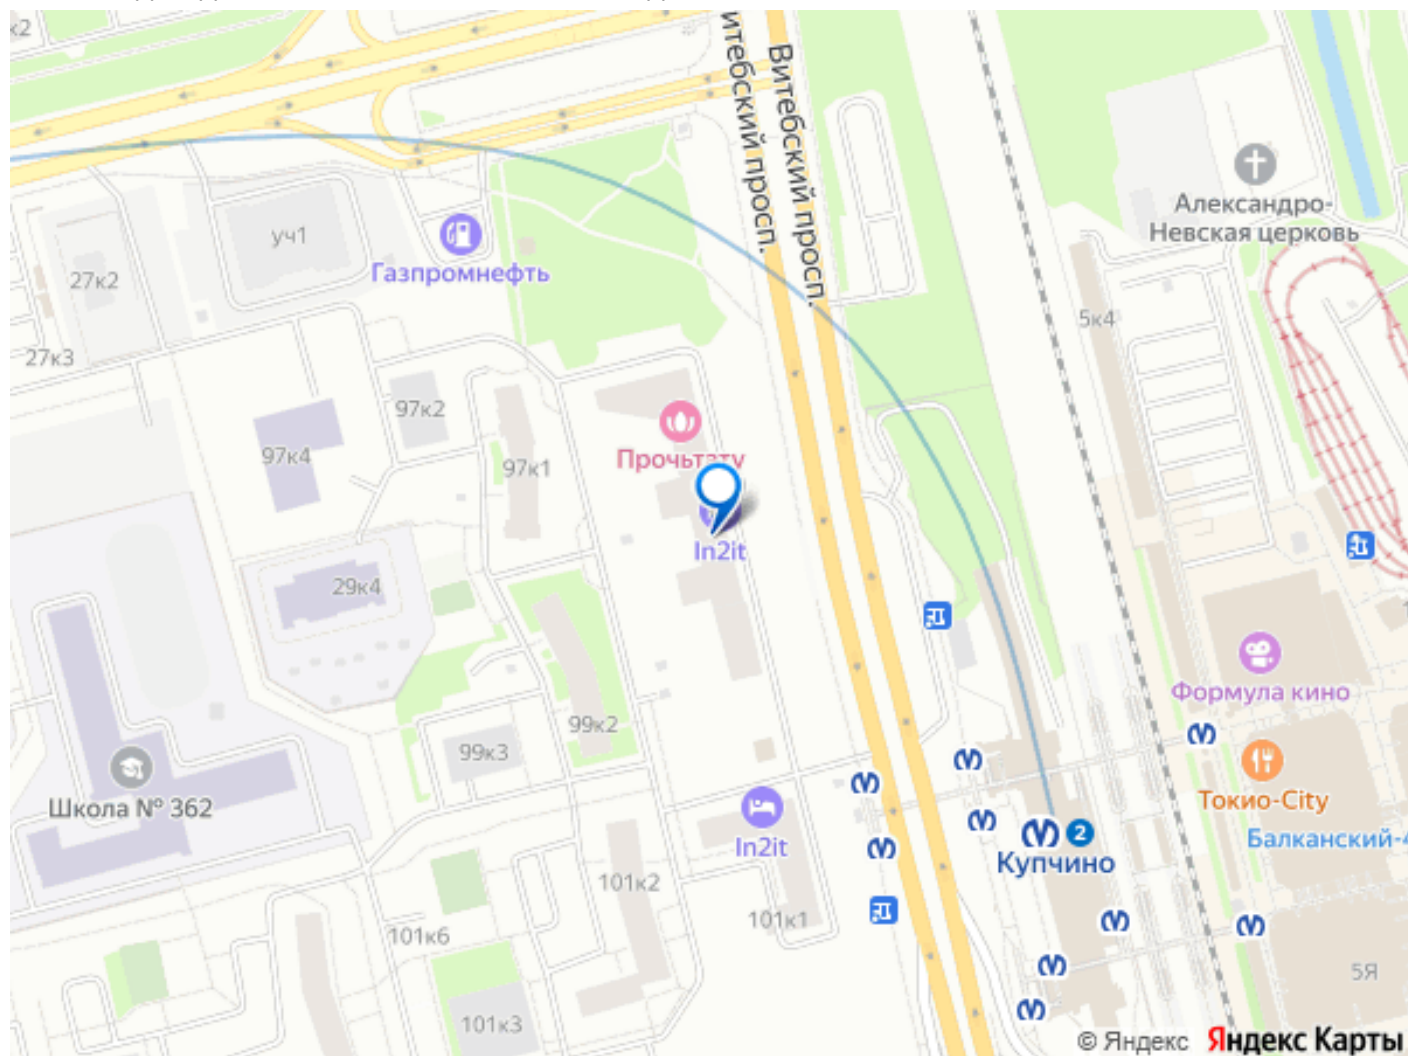 к2
Витебский просп.
итебский просп.
Александро-
Невская церковь
уч1
Газпромнефть
27к2
27к3
5к4
97к2
97к4
97к1
Прочьтату
In2it
29к4
Формула кино
99к2
99к3
Школа № 362
Токио-City
In2it
2
Купчино
Балканский-4
101к2
101к1
101к6
5Я
101к3
© Яндекс Яндекс Карты